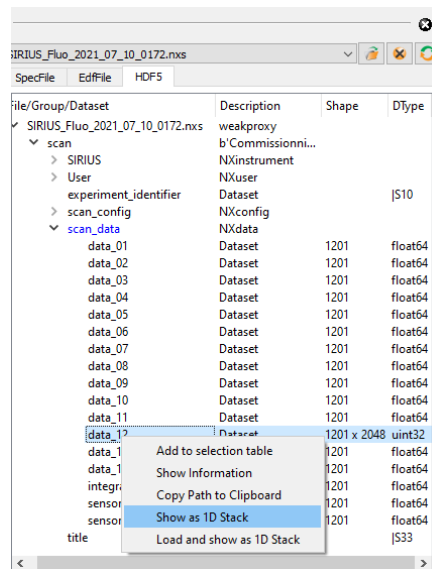 SIRIUS_Fluo_2021_07_10_0172.nxs
SpecFile EdfFile HDF5
File/Group/Dataset Description Shape DType
SIRIUS_Fluo_2021_07_10_0172.nxs weakproxy
scan b'Commissionni...
SIRIUS NXinstrument
User NXuser
experiment_identifier Dataset |S10
scan_config NXconfig
scan_data NXdata
data_01 Dataset 1201 float64
data_02 Dataset 1201 float64
data_03 Dataset 1201 float64
data_04 Dataset 1201 float64
data_05 Dataset 1201 float64
data_06 Dataset 1201 float64
data_07 Dataset 1201 float64
data_08 Dataset 1201 float64
data_09 Dataset 1201 float64
data_10 Dataset 1201 float64
data_11 Dataset 1201 float64
data_12 Dataset 1201 x 2048 uint32
data_1 1201 float64
data_1 1201 float64
integra 1201 float64
sensor 1201 float64
sensor 1201 float64
title |S33
Add to selection table
Show Information
Copy Path to Clipboard
Show as 1D Stack
Load and show as 1D Stack